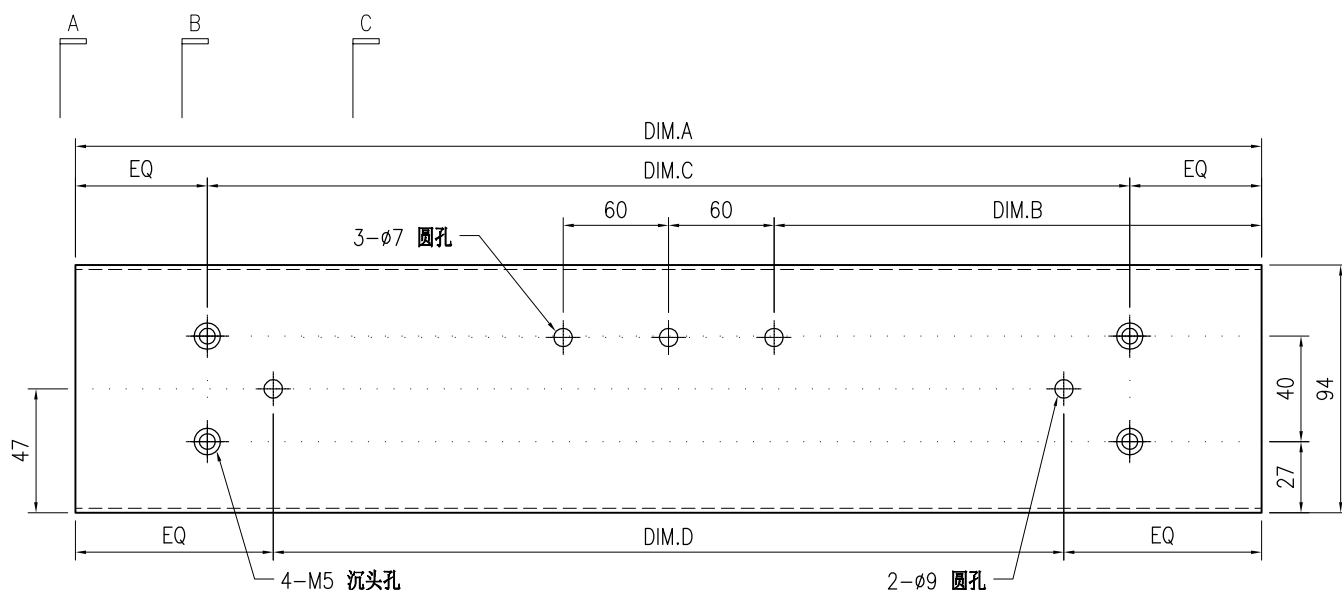 A B C
DIM.A
EQ DIM.C EQ
60 60 DIM.B
3-ø7 圆孔
40
94
47
27
EQ DIM.D EQ
4-M5 沉头孔
2-ø9 圆孔